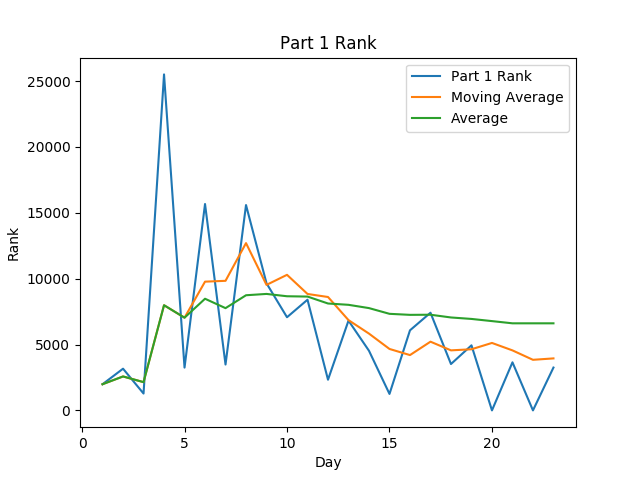 Part 1 Rank
Part 1 Rank
Moving Average
Average
25000
20000
15000
10000
5000
0
Rank
0 5 10 15 20
Day